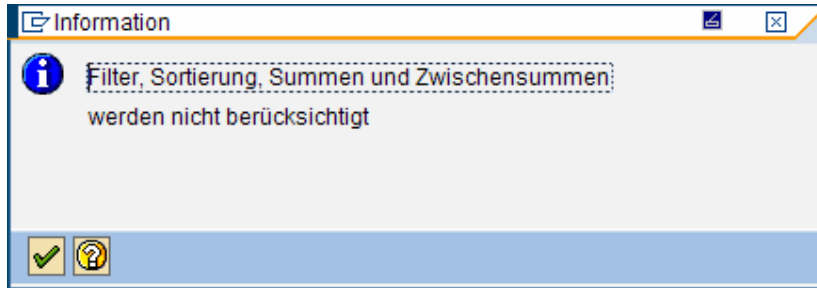 Information
Filter, Sortierung, Summen und Zwischensummen
werden nicht berücksichtigt